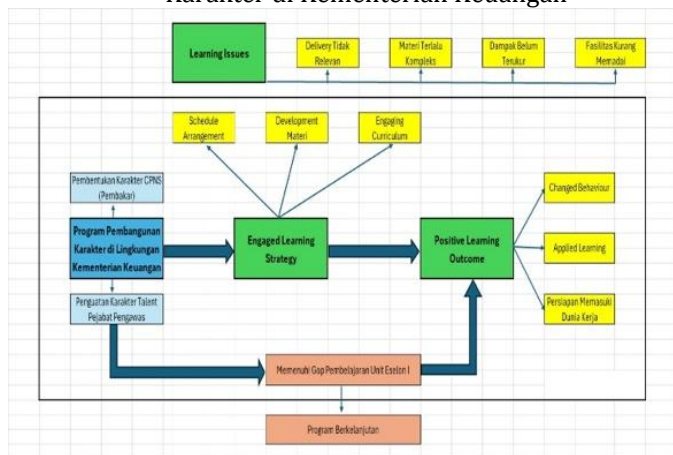 Karakter di Kementerian Keuangan
Learning Issues
Delivery Tidak
Relevan
Materi Terlalu
Kompleks
Dampak Belum
Terukur
Fasilitas Kurang
Memadai
Schedule
Arrangement
Development
Materi
Engaging
Curriculum
Pembentukan Karakter CPNS
(Pembakar)
Program Pembangunan
Karakter di Lingkungan
Kementerian Keuangan
Engaged Learning
Strategy
Positive Learning
Outcome
Changed Behaviour
Applied Learning
Persiapan Memasuki
Dunia Kerja
Penguatan Karakter Talent
Pejabat Pengawas
Memenuhi Gap Pembelajaran Unit Eselon I
Program Berkelanjutan